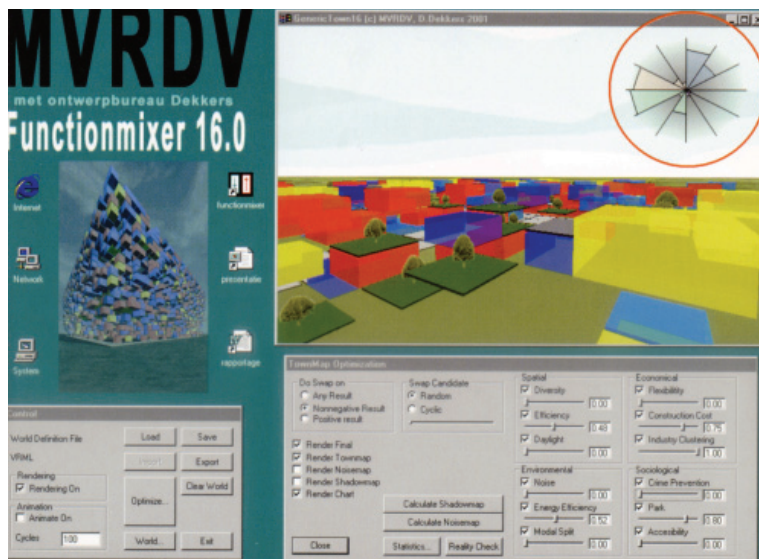 MVRDV
met ontwerpbureau Dekkers
Functionmixer 16.0
Internet
functionmixer
Network
presentatie
System
rapportage
GenericTown16 (c) MVRDV, D.Dekkers 2001
Control
World Definition File
Load
Save
VRML
Import
Export
Rendering
Rendering On
Optimize...
Clear World
Animation
Animate On
Cycles
100
World...
Exit
TownMap Optimization
Do Swap on
Any Result
Nonnegative Result
Positive result
Swap Candidate
Random
Cyclic
Render Final
Render Townmap
Render Noisemap
Render Shadowmap
Render Chart
Calculate Shadowmap
Calculate Noisemap
Close
Statistics...
Reality Check
Spatial
Diversity
0.00
Efficiency
0.48
Daylight
0.00
Economical
Flexibility
0.00
Construction Cost
0.75
Industry Clustering
1.00
Environmental
Noise
0.00
Energy Efficiency
0.52
Modal Split
0.00
Sociological
Crime Prevention
0.00
Park
0.80
Accesibility
0.00